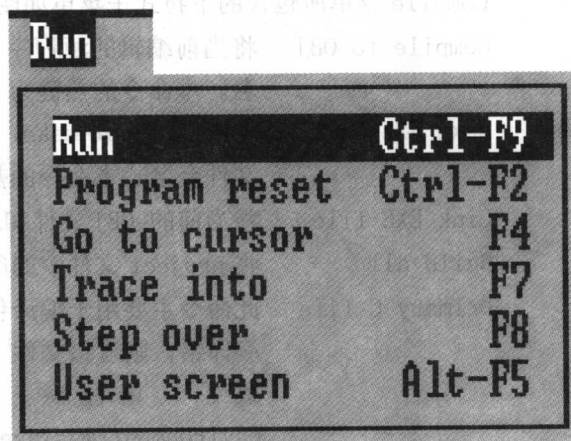 Run
Run Ctrl-F9
Program reset Ctrl-F2
Go to cursor F4
Trace into F7
Step over F8
User screen Alt-F5